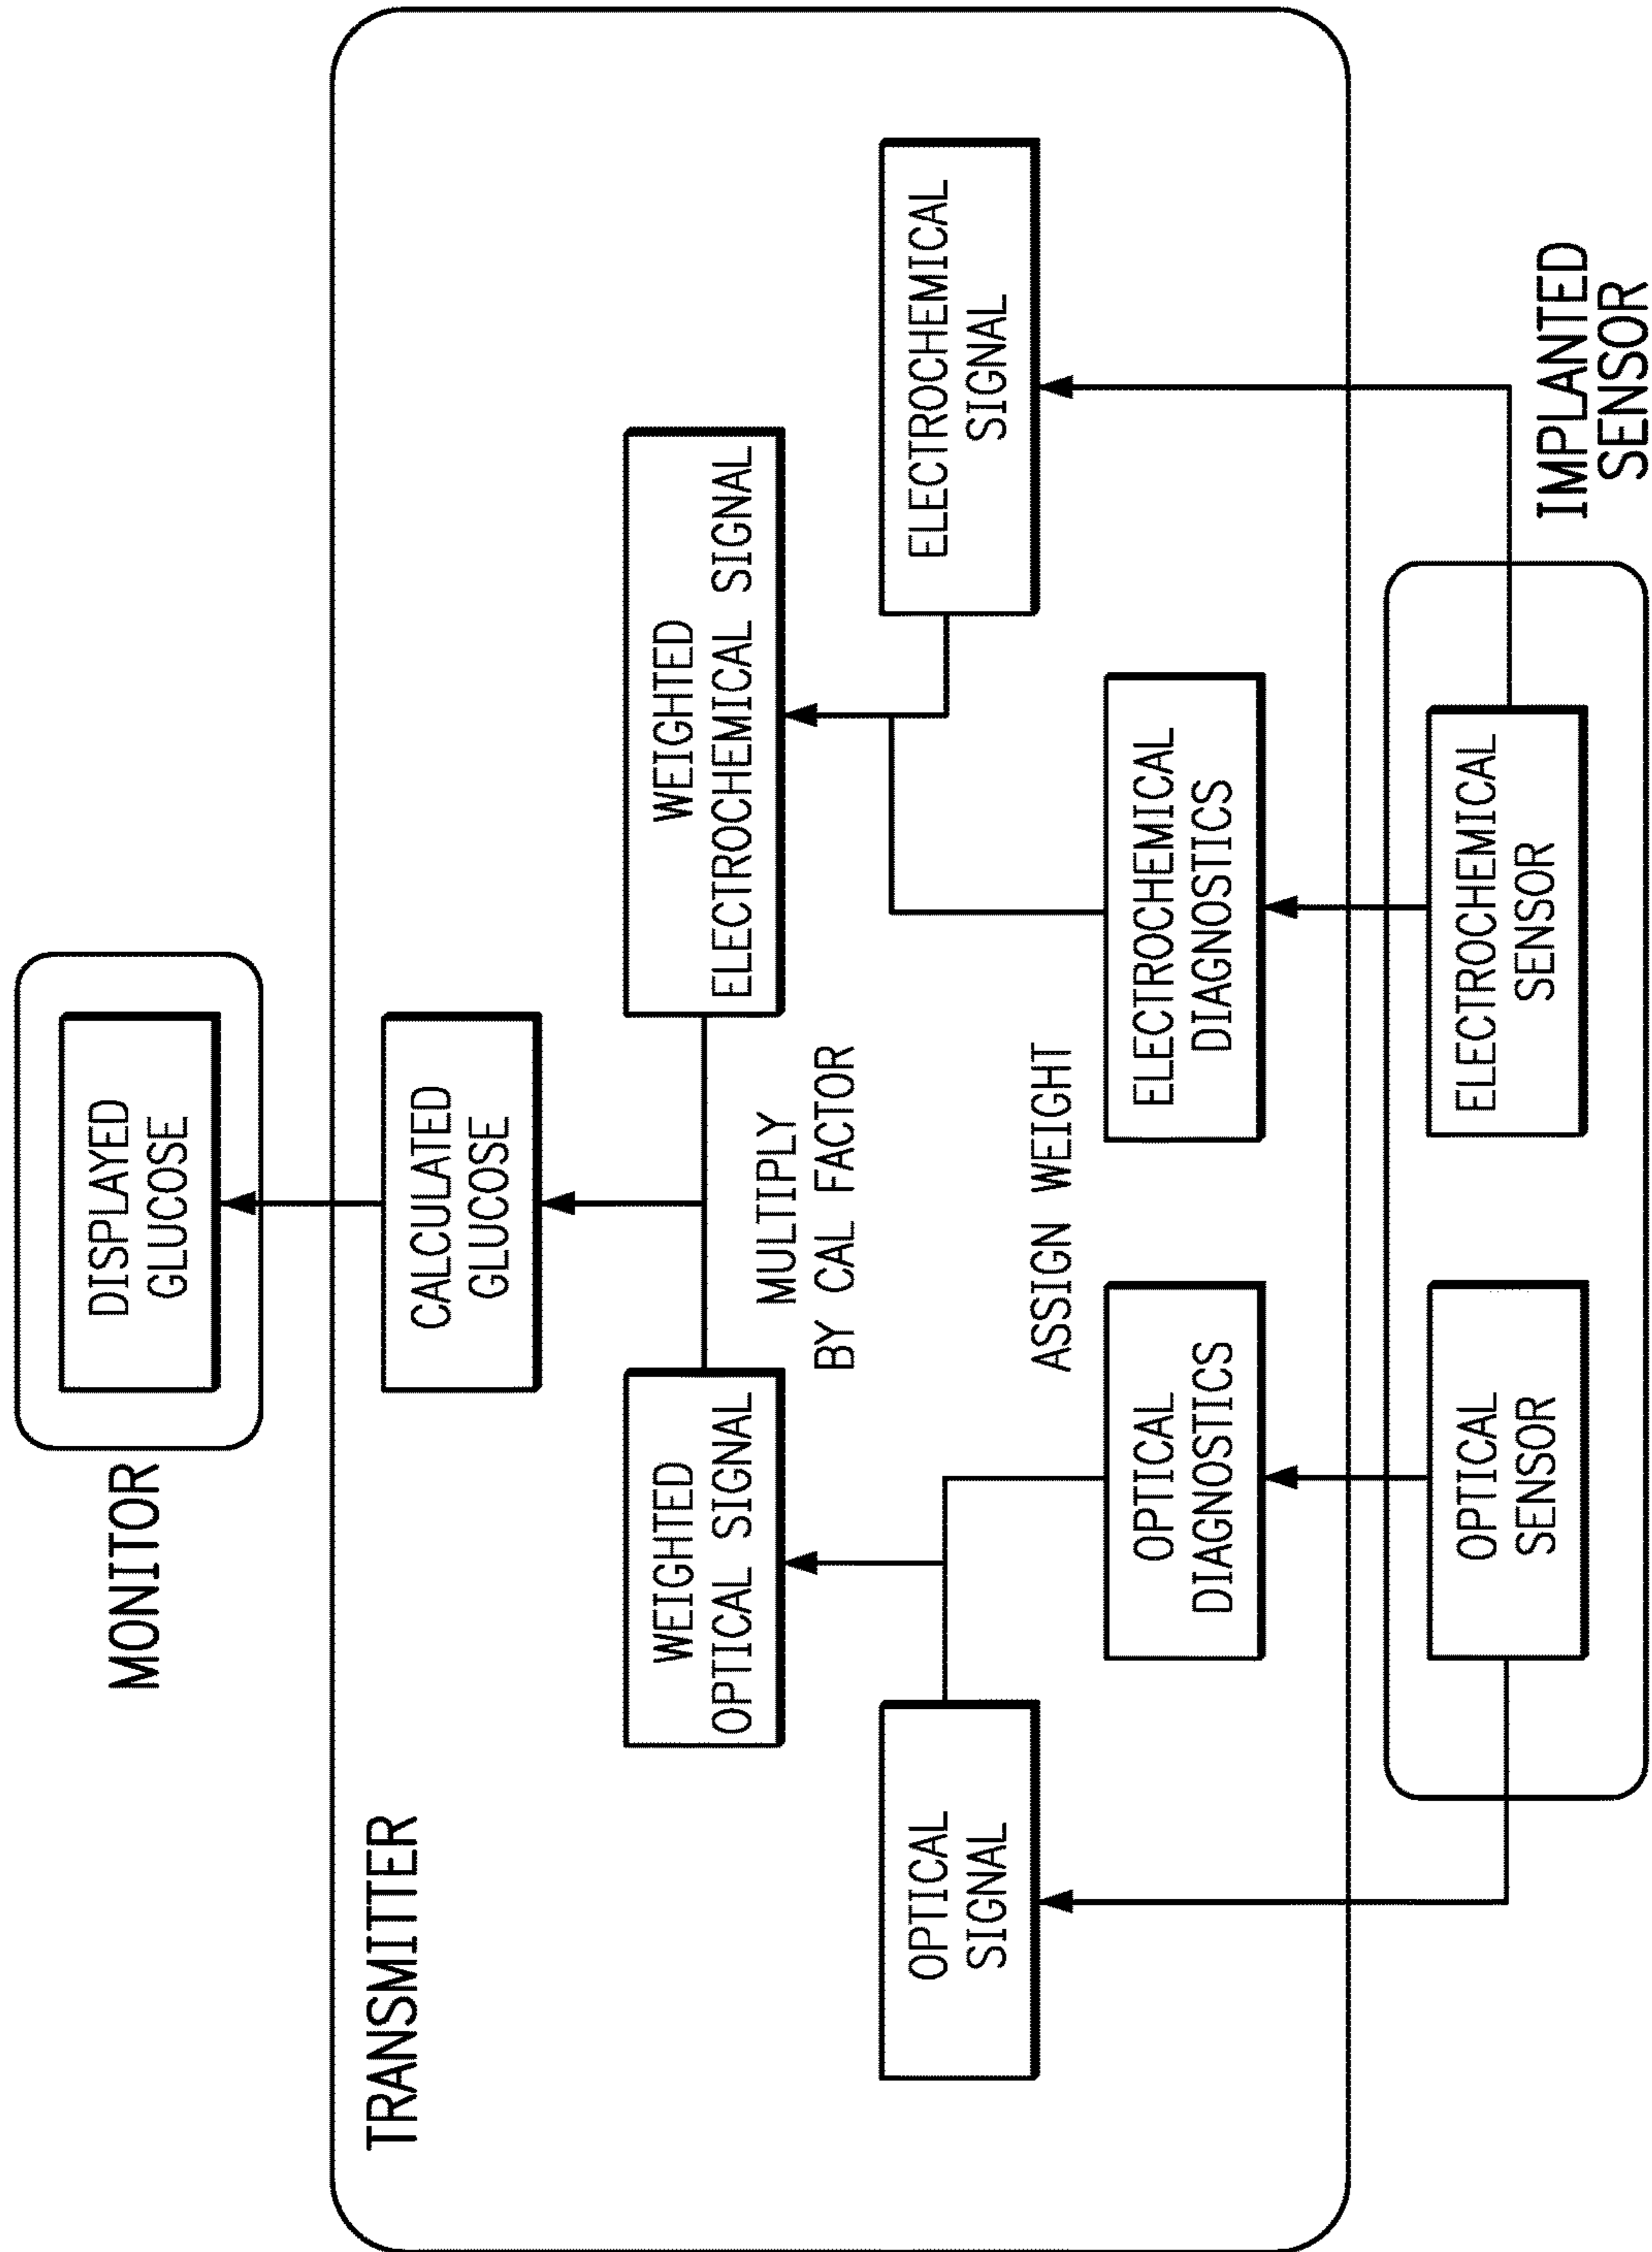 MONITOR
DISPLAYED
GLUCOSE
TRANSMITTER
CALCULATED
GLUCOSE
WEIGHTED
OPTICAL SIGNAL
WEIGHTED
ELECTROCHEMICAL SIGNAL
MULTIPLY
BY CAL FACTOR
OPTICAL
SIGNAL
ELECTROCHEMICAL
SIGNAL
ASSIGN WEIGHT
OPTICAL
DIAGNOSTICS
ELECTROCHEMICAL
DIAGNOSTICS
OPTICAL
SENSOR
ELECTROCHEMICAL
SENSOR
IMPLANTED
SENSOR